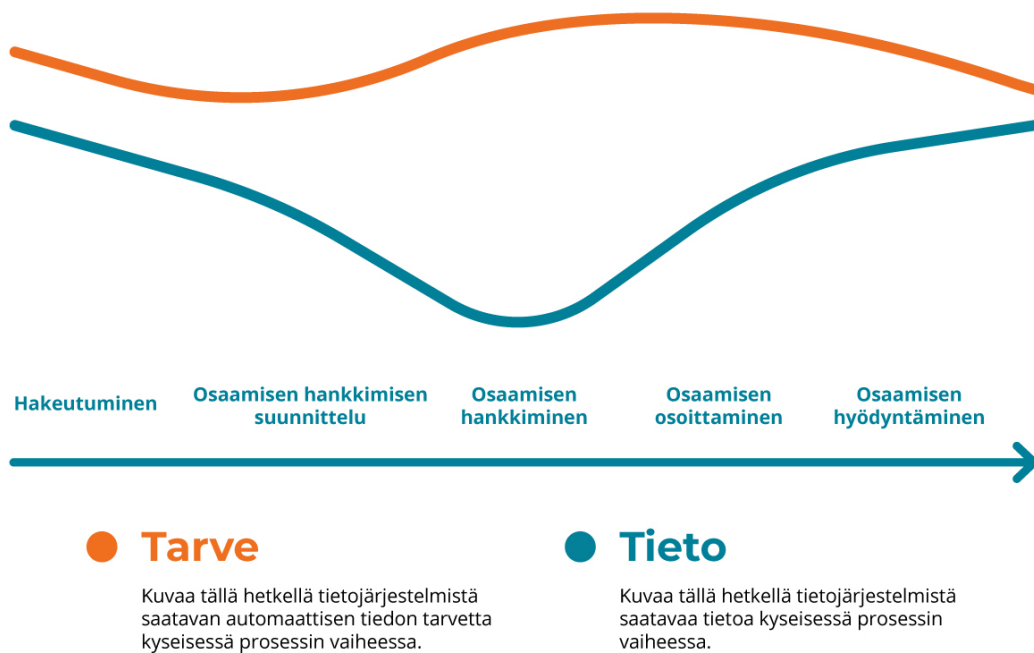 Hakeutuminen
Osaamisen hankkimisen
suunnittelu
Osaamisen
hankkiminen
Osaamisen
osoittaminen
Osaamisen
hyödyntäminen
Tarve
Kuvaa tällä hetkellä tietojärjestelmistä
saatavan automaattisen tiedon tarvetta
kyseisessä prosessin vaiheessa.
Tieto
Kuvaa tällä hetkellä tietojärjestelmistä
saatavaa tietoa kyseisessä prosessin
vaiheessa.